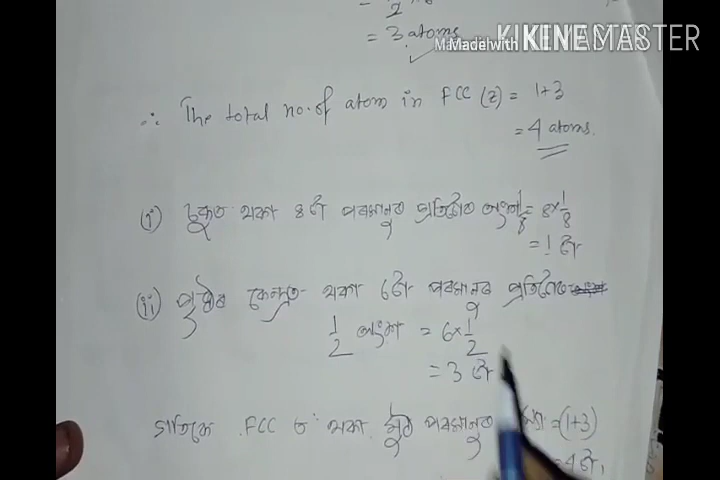 2
= 3 atoms
Made with KINEMASTER
∴ The total no. of atom in FCC (z) = 1+3
= 4 atoms.
(i) চুকত থকা ৪টা পৰমাণুৰ প্ৰতিটোৰ অংশ 1/8 = 8 × 1/8
= 1 টা
(ii) পৃষ্ঠৰ কেন্দ্ৰত থকা 6টা পৰমাণুৰ প্ৰতিটোৰ
1/2 অংশ = 6 × 1/2
= 3 টা
FCC ত থকা মুঠ পৰমাণুৰ = (1+3)
= 4টা,